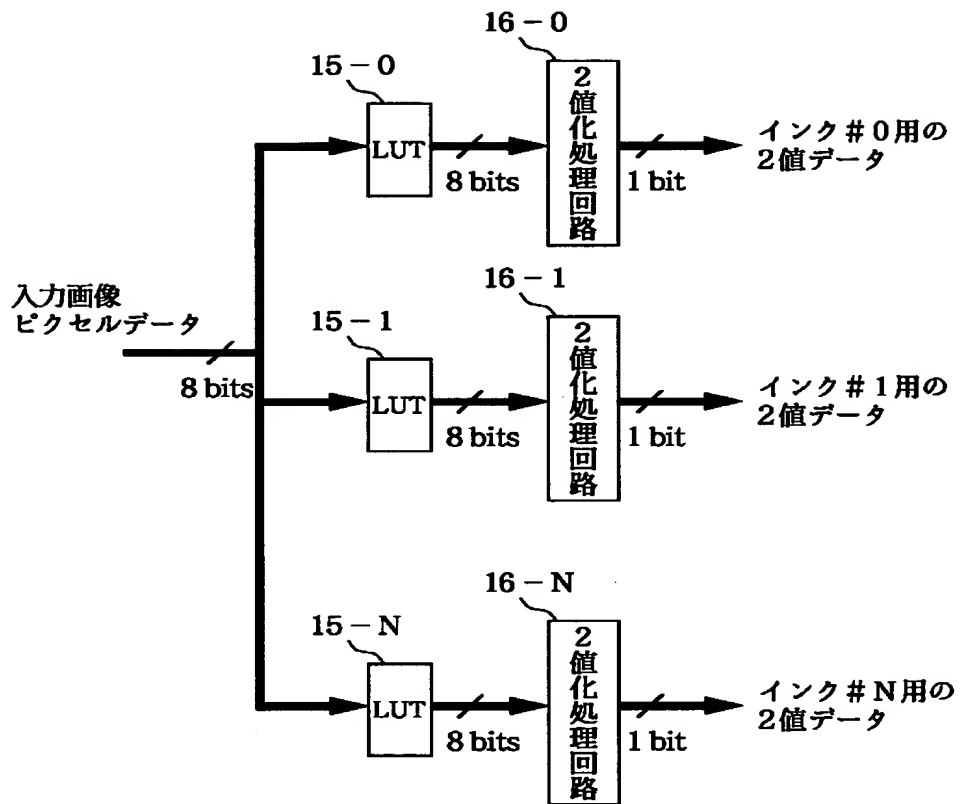 16-0
15-0
LUT
8 bits
2値化処理回路
1 bit
インク#0用の
2値データ
入力画像
ピクセルデータ
8 bits
16-1
15-1
LUT
8 bits
2値化処理回路
1 bit
インク#1用の
2値データ
16-N
15-N
LUT
8 bits
2値化処理回路
1 bit
インク#N用の
2値データ